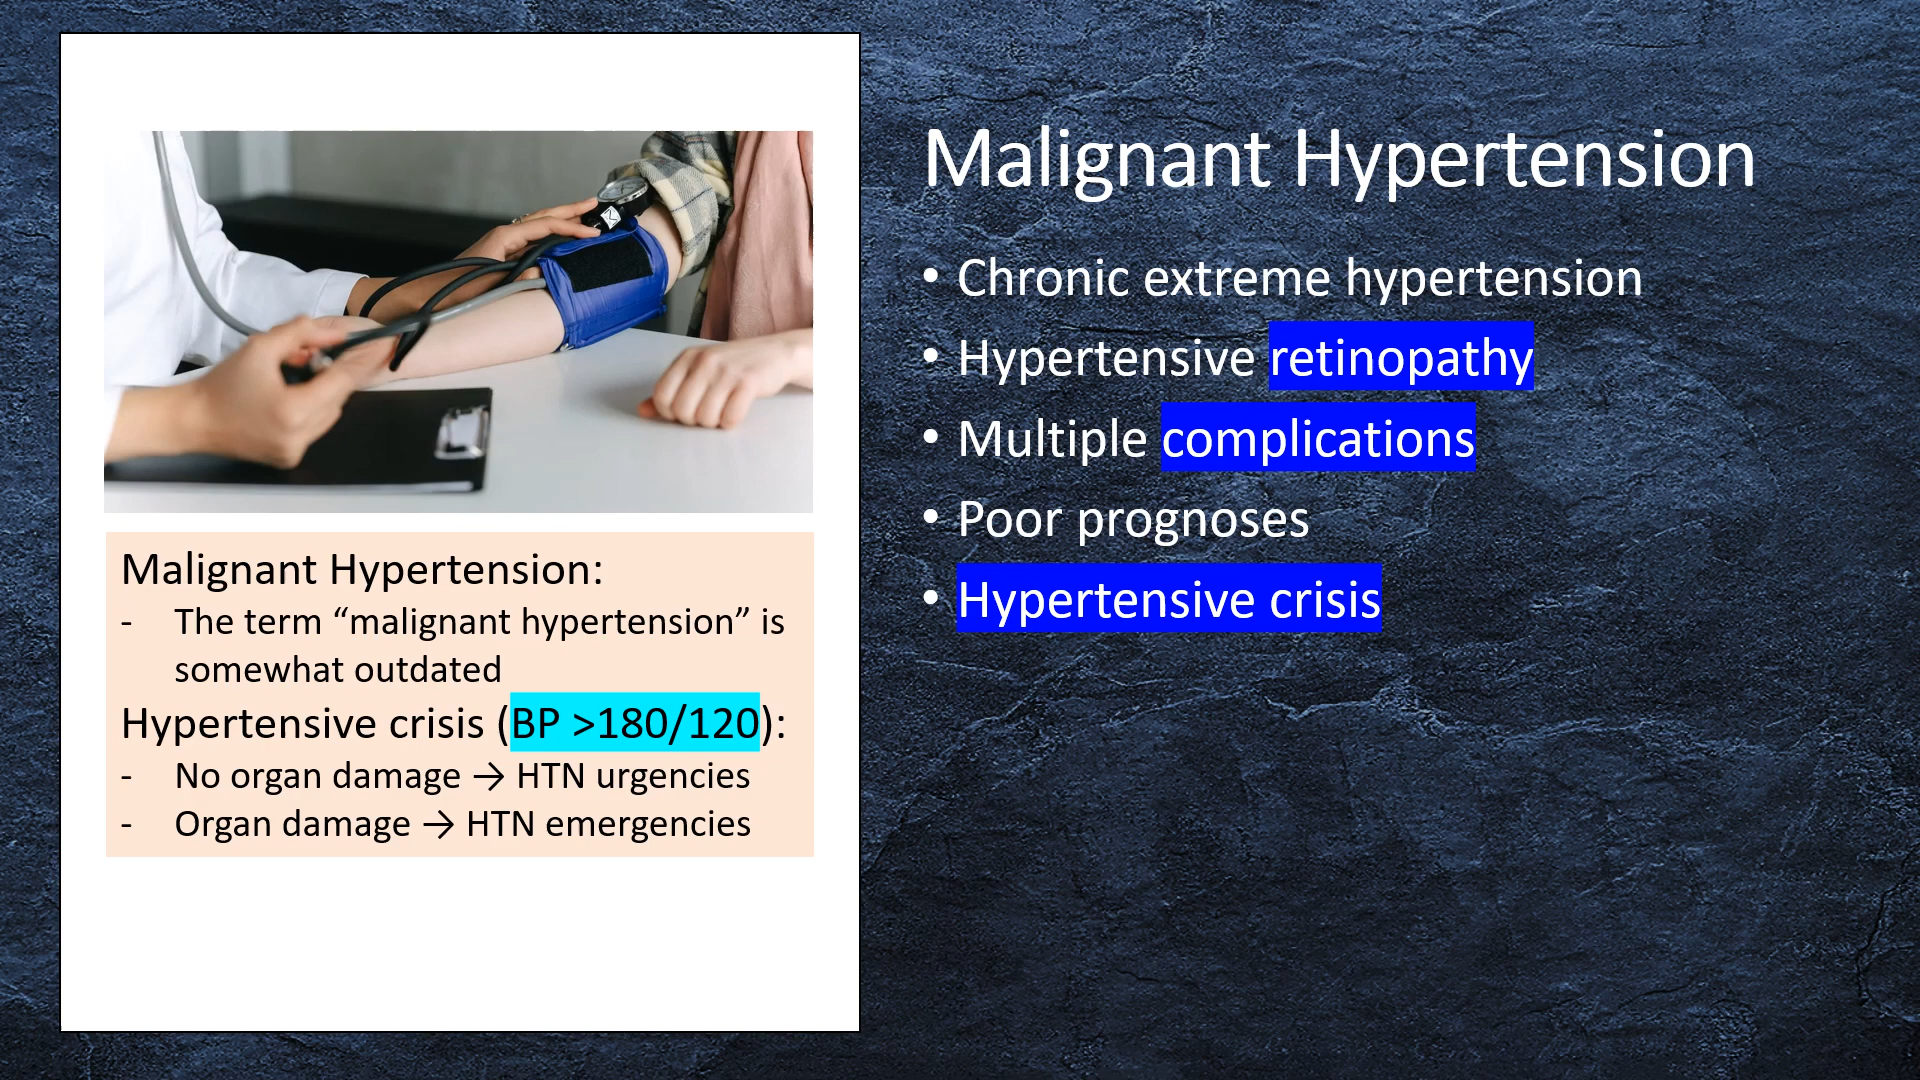 Malignant Hypertension
• Chronic extreme hypertension
• Hypertensive retinopathy
• Multiple complications
• Poor prognoses
• Hypertensive crisis
Malignant Hypertension:
- The term “malignant hypertension” is
somewhat outdated
Hypertensive crisis (BP >180/120):
- No organ damage → HTN urgencies
- Organ damage → HTN emergencies